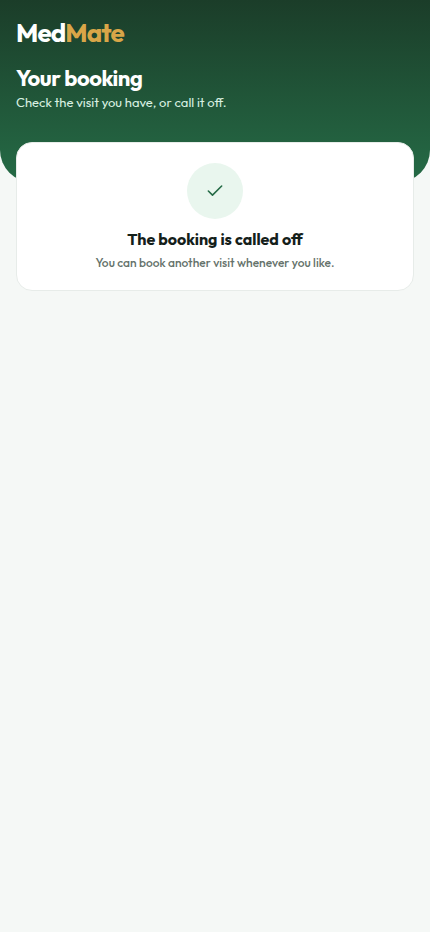 MedMate
Your booking
Check the visit you have, or call it off.
The booking is called off
You can book another visit whenever you like.